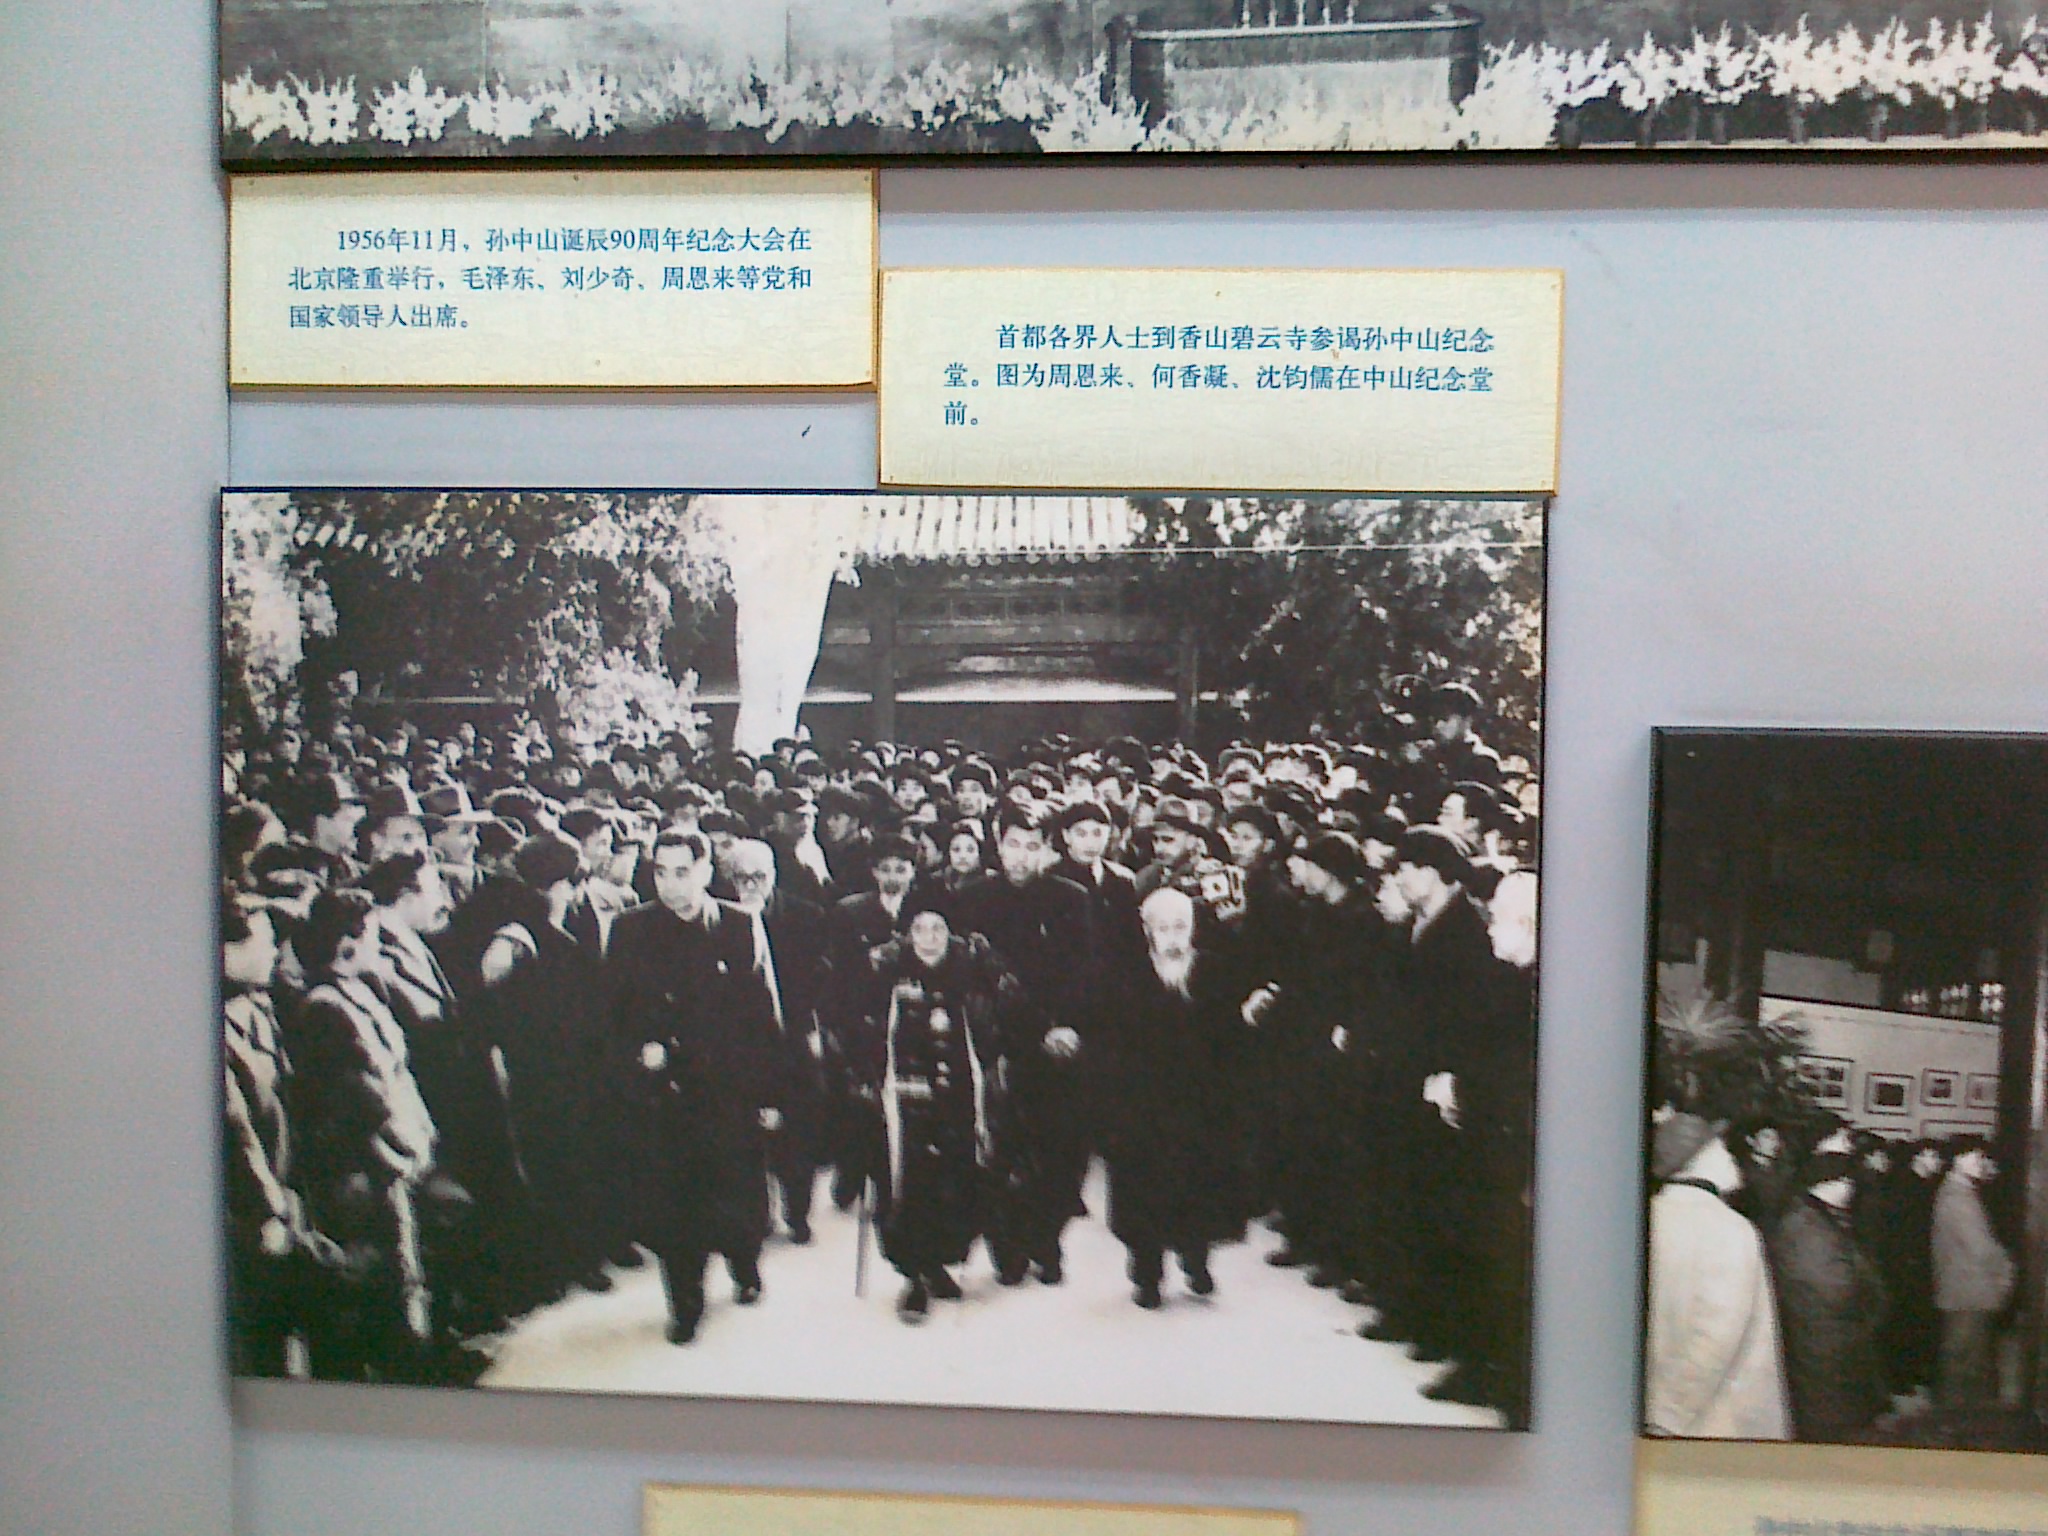 1956年11月，孙中山诞辰90周年纪念大会在
北京隆重举行，毛泽东、刘少奇、周恩来等党和
国家领导人出席。
首都各界人士到香山碧云寺参谒孙中山纪念
堂。图为周恩来、何香凝、沈钧儒在中山纪念堂
前。